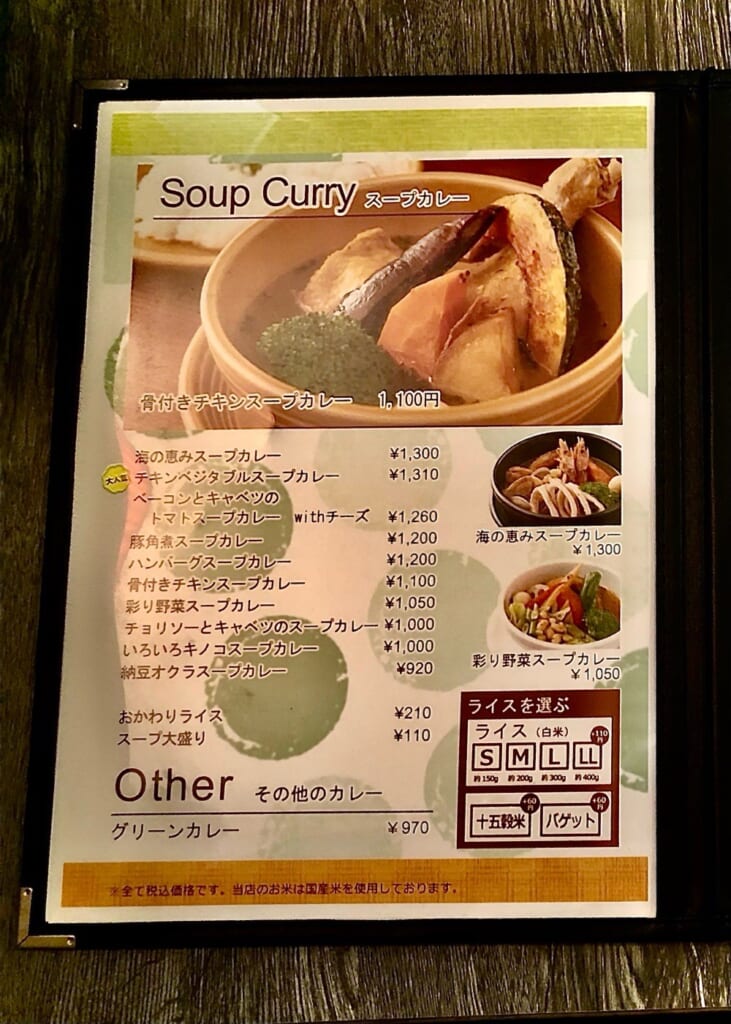 Soup Curry スープカレー
骨付きチキンスープカレー 1,100円
海の恵みスープカレー ¥1,300
大人気 チキンベジタブルスープカレー ¥1,310
ベーコンとキャベツの
トマトスープカレー withチーズ ¥1,260
豚角煮スープカレー ¥1,200
ハンバーグスープカレー ¥1,200
骨付きチキンスープカレー ¥1,100
彩り野菜スープカレー ¥1,050
チョリソーとキャベツのスープカレー ¥1,000
いろいろキノコスープカレー ¥1,000
納豆オクラスープカレー ¥920
海の恵みスープカレー
¥1,300
彩り野菜スープカレー
¥1,050
おかわりライス ¥210
スープ大盛り ¥110
ライスを選ぶ
ライス（白米）
+110円
S M L LL
約150g 約200g 約300g 約400g
+60円 +60円
十五穀米 バゲット
Other その他のカレー
グリーンカレー ¥970
※全て税込価格です。当店のお米は国産米を使用しております。